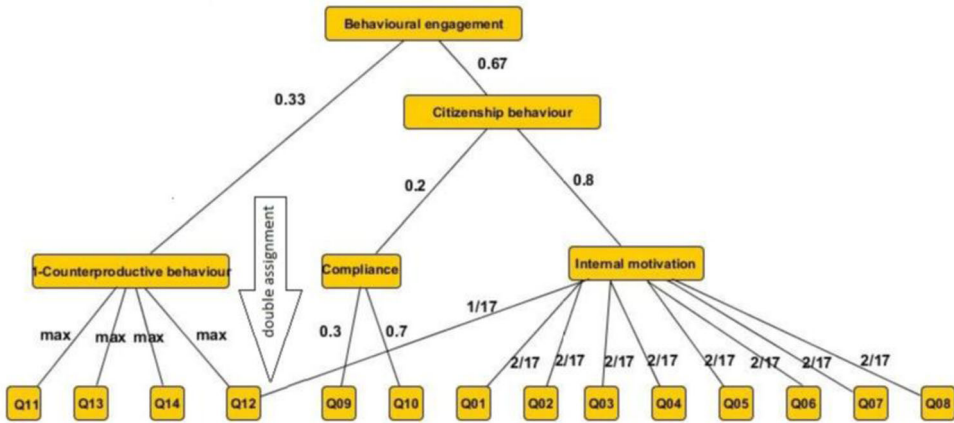 Behavioural engagement
0.33
0.67
Citizenship behaviour
0.2
0.8
double assignment
1-Counterproductive behaviour
Compliance
Internal motivation
max
max
max
max
0.3
0.7
1/17
2/17
2/17
2/17
2/17
2/17
2/17
2/17
2/17
Q11
Q13
Q14
Q12
Q09
Q10
Q01
Q02
Q03
Q04
Q05
Q06
Q07
Q08